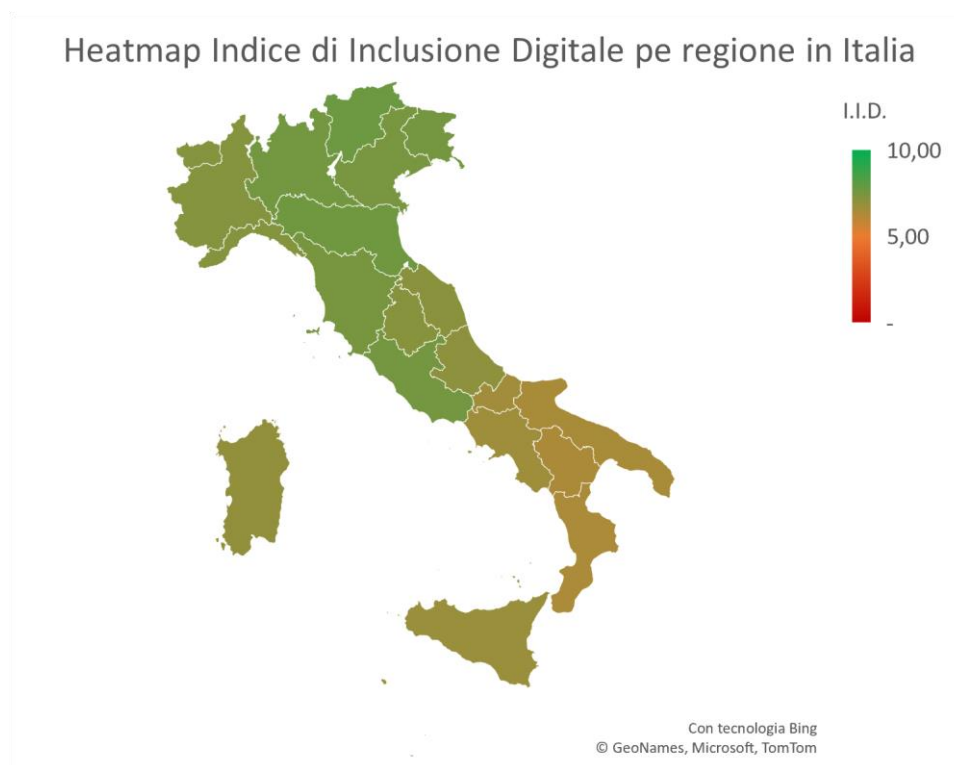 Heatmap Indice di Inclusione Digitale pe regione in Italia
I.I.D.
10,00
5,00
-
Con tecnologia Bing
© GeoNames, Microsoft, TomTom